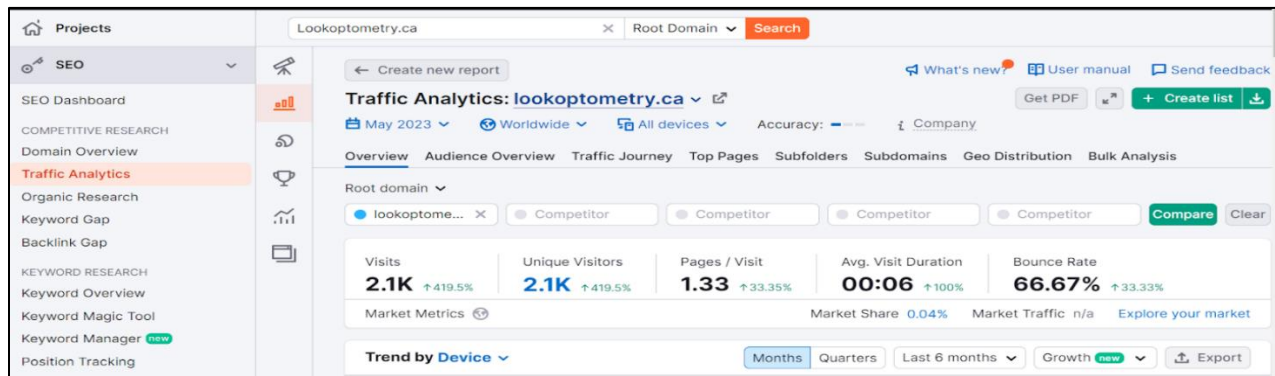 Projects
Lookoptometry.ca × Root Domain Search
SEO
SEO Dashboard
COMPETITIVE RESEARCH
Domain Overview
Traffic Analytics
Organic Research
Keyword Gap
Backlink Gap
KEYWORD RESEARCH
Keyword Overview
Keyword Magic Tool
Keyword Manager new
Position Tracking
← Create new report What's new? User manual Send feedback
Traffic Analytics: lookoptometry.ca Get PDF + Create list
May 2023 Worldwide All devices Accuracy: i Company
Overview Audience Overview Traffic Journey Top Pages Subfolders Subdomains Geo Distribution Bulk Analysis
Root domain
lookoptome... × Competitor Competitor Competitor Competitor Compare Clear
Visits Unique Visitors Pages / Visit Avg. Visit Duration Bounce Rate
2.1K ↑419.5% 2.1K ↑419.5% 1.33 ↑33.35% 00:06 ↑100% 66.67% ↑33.33%
Market Metrics Market Share 0.04% Market Traffic n/a Explore your market
Trend by Device Months Quarters Last 6 months Growth new Export